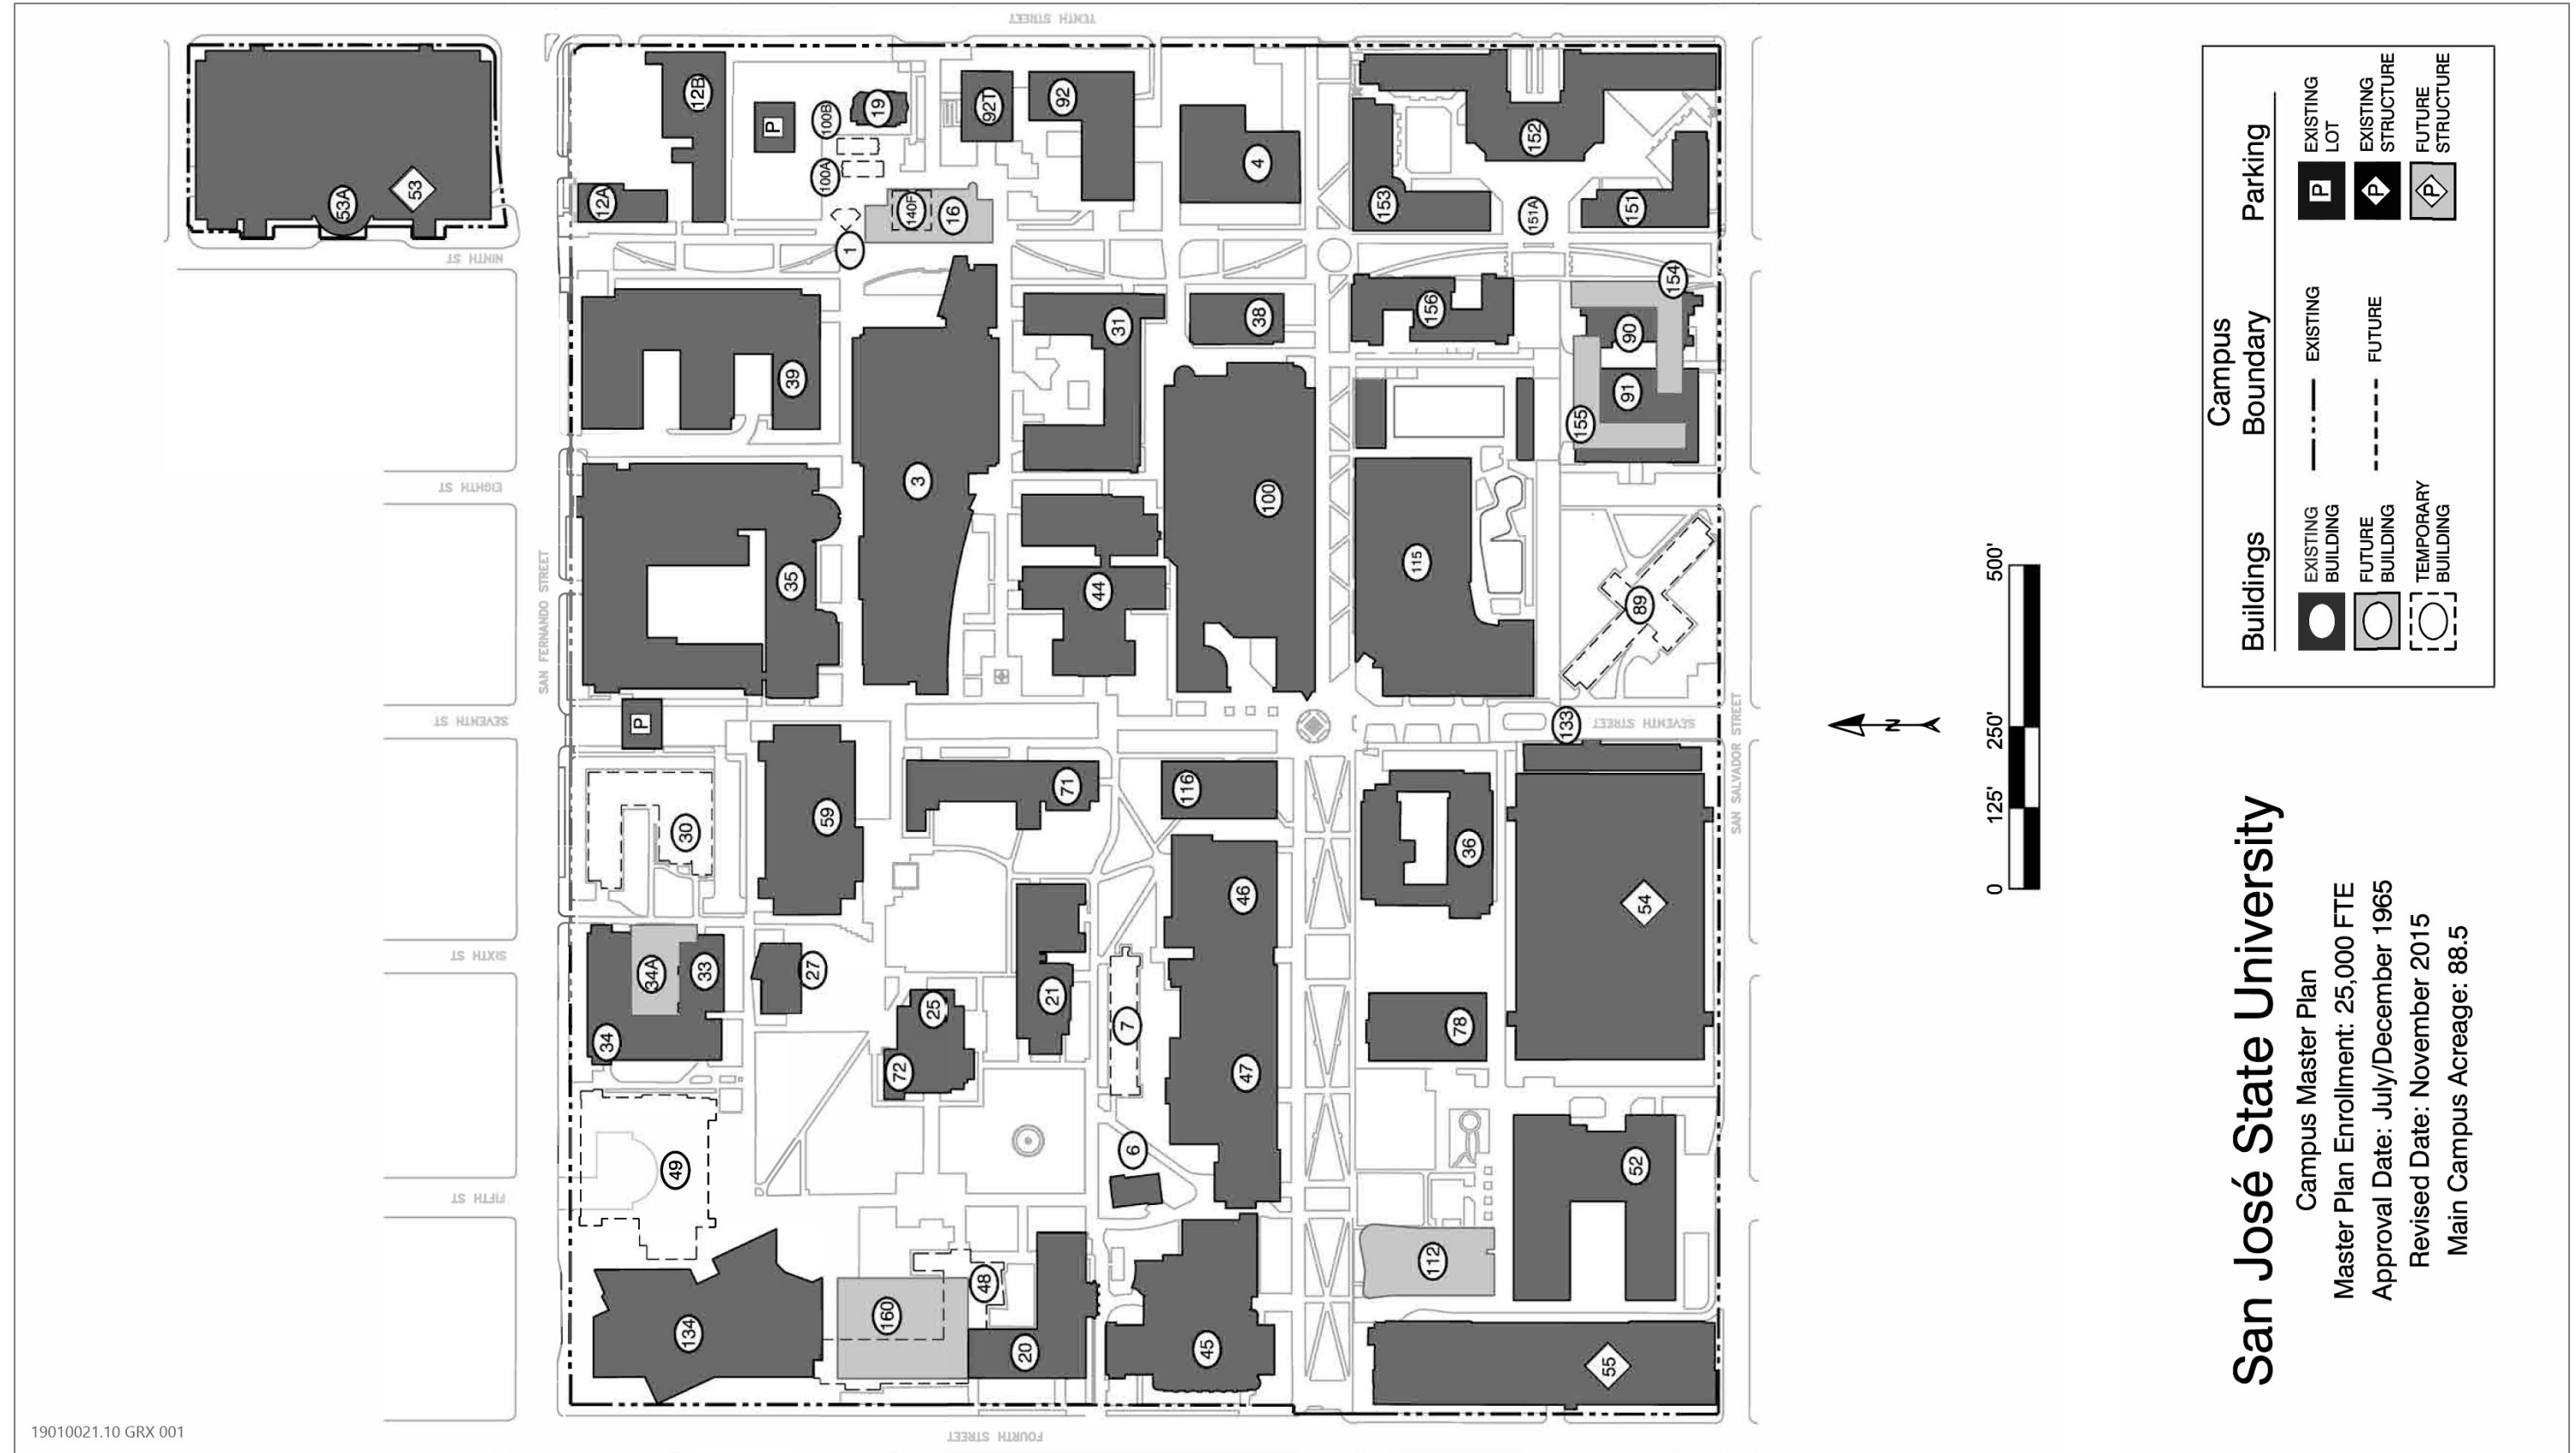 TENTH STREET
NINTH ST
EIGHTH ST
SEVENTH ST
SIXTH ST
FIFTH ST
FOURTH STREET
SAN FERNANDO STREET
SEVENTH STREET
SAN SALVADOR STREET
53A
53
12B
P
100B
19
92T
92
4
152
12A
100A
140F
16
1
153
151A
151
154
39
31
38
156
90
91
155
3
35
44
100
115
89
P
133
30
59
71
116
36
46
54
34A
33
34
27
25
72
21
7
47
78
49
6
52
134
160
48
20
45
112
55
N
0
125'
250'
500'
Buildings
EXISTING
BUILDING
FUTURE
BUILDING
TEMPORARY
BUILDING
Campus
Boundary
EXISTING
FUTURE
Parking
P
EXISTING
LOT
P
EXISTING
STRUCTURE
P
FUTURE
STRUCTURE
San José State University
Campus Master Plan
Master Plan Enrollment: 25,000 FTE
Approval Date: July/December 1965
Revised Date: November 2015
Main Campus Acreage: 88.5
19010021.10 GRX 001